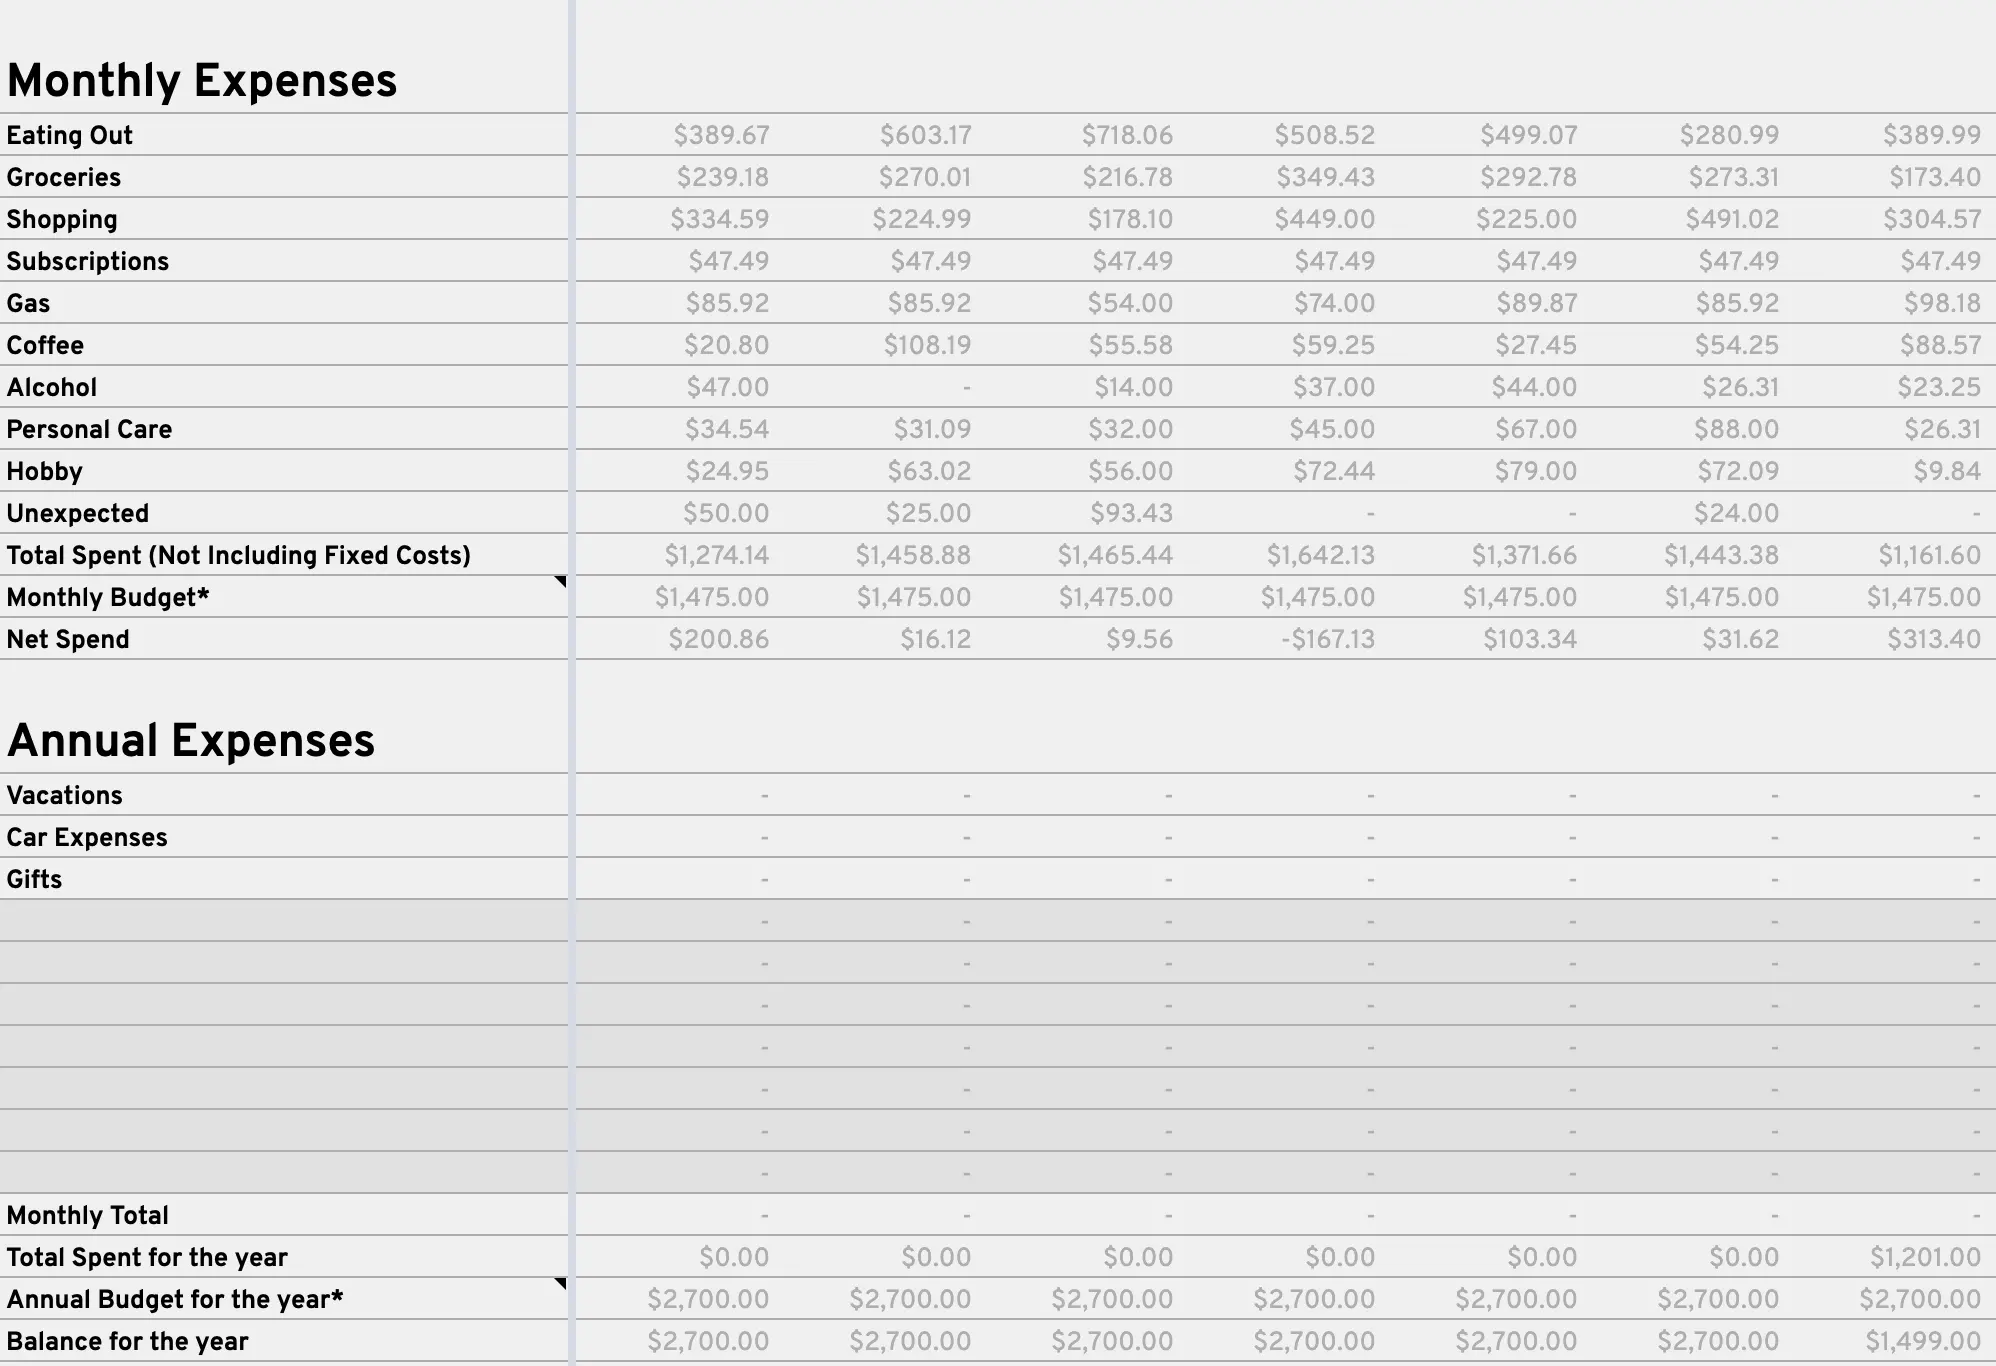 Monthly Expenses
Eating Out $389.67 $603.17 $718.06 $508.52 $499.07 $280.99 $389.99
Groceries $239.18 $270.01 $216.78 $349.43 $292.78 $273.31 $173.40
Shopping $334.59 $224.99 $178.10 $449.00 $225.00 $491.02 $304.57
Subscriptions $47.49 $47.49 $47.49 $47.49 $47.49 $47.49 $47.49
Gas $85.92 $85.92 $54.00 $74.00 $89.87 $85.92 $98.18
Coffee $20.80 $108.19 $55.58 $59.25 $27.45 $54.25 $88.57
Alcohol $47.00 - $14.00 $37.00 $44.00 $26.31 $23.25
Personal Care $34.54 $31.09 $32.00 $45.00 $67.00 $88.00 $26.31
Hobby $24.95 $63.02 $56.00 $72.44 $79.00 $72.09 $9.84
Unexpected $50.00 $25.00 $93.43 - - $24.00 -
Total Spent (Not Including Fixed Costs) $1,274.14 $1,458.88 $1,465.44 $1,642.13 $1,371.66 $1,443.38 $1,161.60
Monthly Budget* $1,475.00 $1,475.00 $1,475.00 $1,475.00 $1,475.00 $1,475.00 $1,475.00
Net Spend $200.86 $16.12 $9.56 -$167.13 $103.34 $31.62 $313.40
Annual Expenses
Vacations - - - - - - -
Car Expenses - - - - - - -
Gifts - - - - - - -
- - - - - - -
- - - - - - -
- - - - - - -
- - - - - - -
- - - - - - -
- - - - - - -
- - - - - - -
Monthly Total - - - - - - -
Total Spent for the year $0.00 $0.00 $0.00 $0.00 $0.00 $0.00 $1,201.00
Annual Budget for the year* $2,700.00 $2,700.00 $2,700.00 $2,700.00 $2,700.00 $2,700.00 $2,700.00
Balance for the year $2,700.00 $2,700.00 $2,700.00 $2,700.00 $2,700.00 $2,700.00 $1,499.00